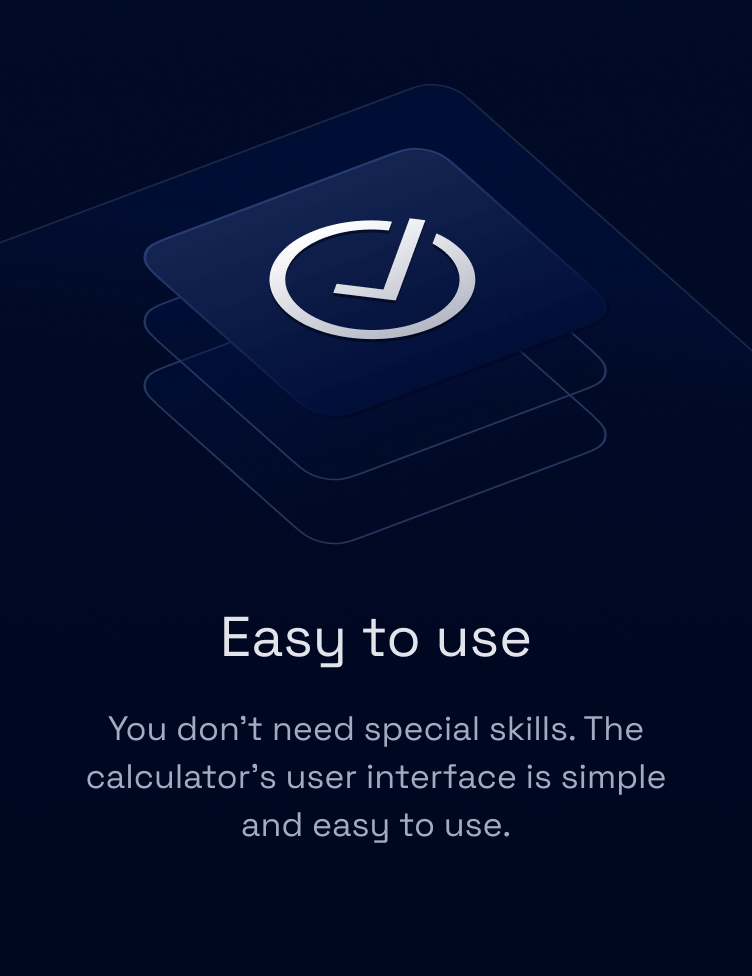 Easy to use
You don’t need special skills. The
calculator’s user interface is simple
and easy to use.